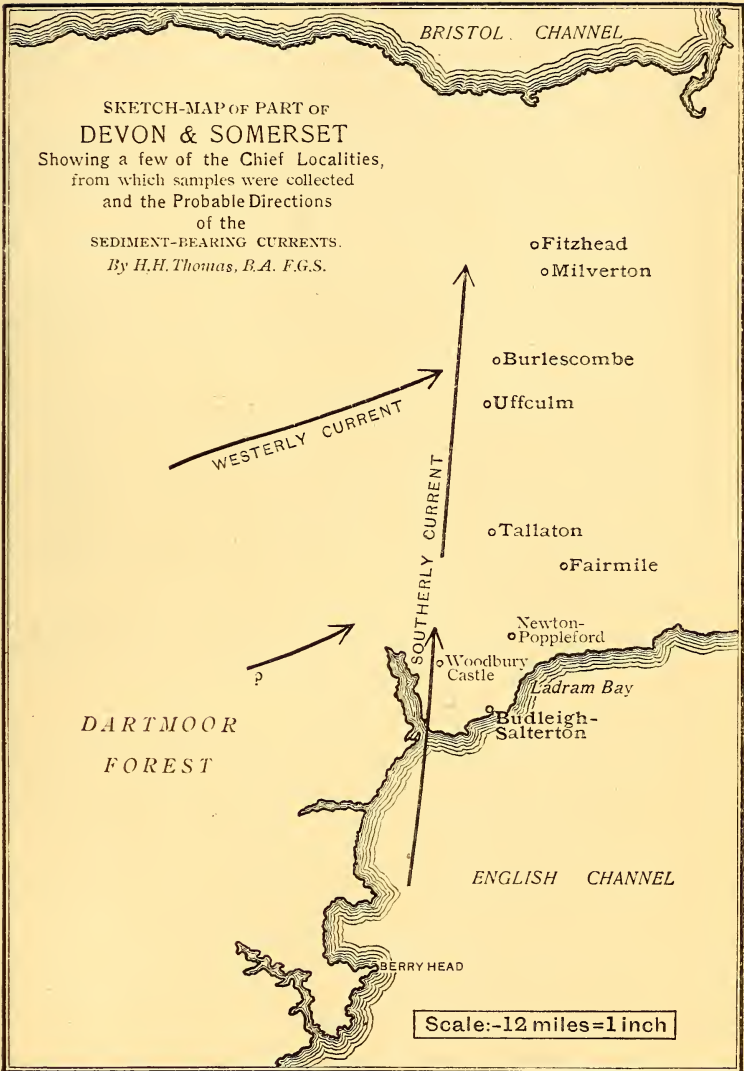 BRISTOL CHANNEL
SKETCH-MAP OF PART OF
DEVON & SOMERSET
Showing a few of the Chief Localities,
from which samples were collected
and the Probable Directions
of the
SEDIMENT-BEARING CURRENTS.
By H.H. Thomas, B.A. F.G.S.
Fitzhead
Milverton
Burlescombe
Uffculm
WESTERLY CURRENT
SOUTHERLY CURRENT
Tallaton
Fairmile
Newton-
Poppleford
Woodbury
Castle
?
Ladram Bay
Budleigh-
Salterton
DARTMOOR
FOREST
ENGLISH CHANNEL
BERRY HEAD
Scale:-12 miles=1 inch